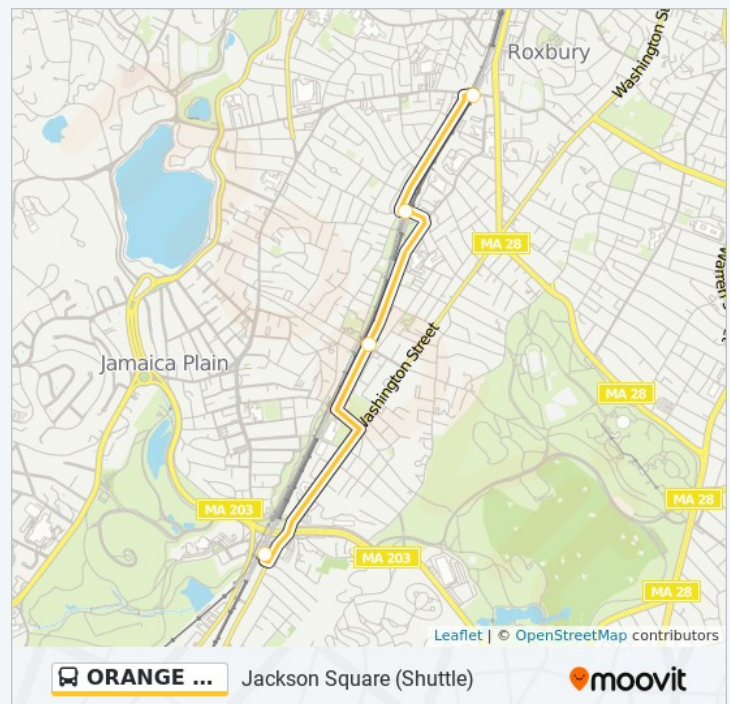 Roxbury
Washington St
MA 28
Warren S
Jamaica Plain
Washington Street
MA 28
MA 203
MA 28
MA 203
MA 28
Leaflet | © OpenStreetMap contributors
ORANGE ...
Jackson Square (Shuttle)
moovit